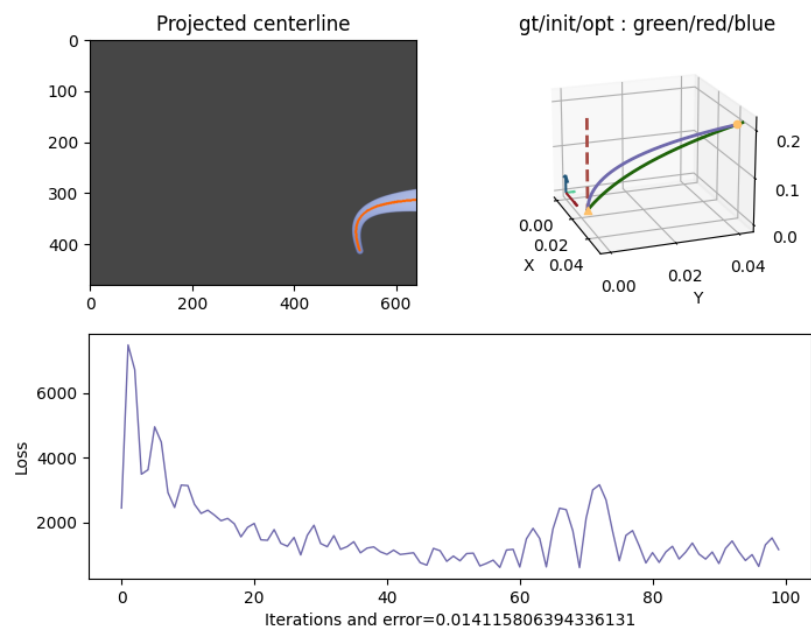 Projected centerline
gt/init/opt : green/red/blue
0
100
200
300
400
0 200 400 600
0.2
0.1
0.0
0.00
0.02
0.04
X
0.00
0.02
0.04
Y
6000
4000
2000
Loss
0 20 40 60 80 100
Iterations and error=0.014115806394336131